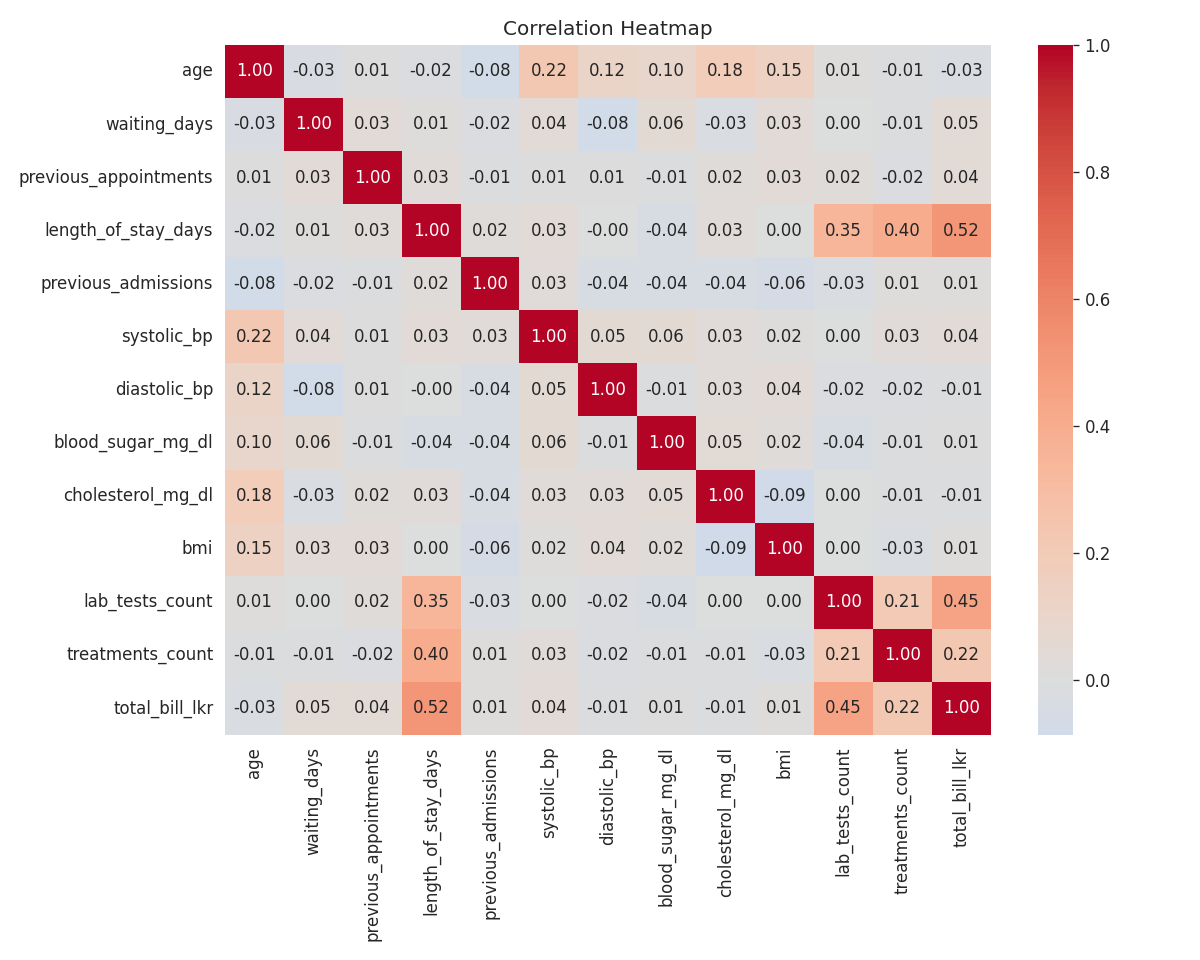 Correlation Heatmap
age 1.00 -0.03 0.01 -0.02 -0.08 0.22 0.12 0.10 0.18 0.15 0.01 -0.01 -0.03
waiting_days -0.03 1.00 0.03 0.01 -0.02 0.04 -0.08 0.06 -0.03 0.03 0.00 -0.01 0.05
previous_appointments 0.01 0.03 1.00 0.03 -0.01 0.01 0.01 -0.01 0.02 0.03 0.02 -0.02 0.04
length_of_stay_days -0.02 0.01 0.03 1.00 0.02 0.03 -0.00 -0.04 0.03 0.00 0.35 0.40 0.52
previous_admissions -0.08 -0.02 -0.01 0.02 1.00 0.03 -0.04 -0.04 -0.04 -0.06 -0.03 0.01 0.01
systolic_bp 0.22 0.04 0.01 0.03 0.03 1.00 0.05 0.06 0.03 0.02 0.00 0.03 0.04
diastolic_bp 0.12 -0.08 0.01 -0.00 -0.04 0.05 1.00 -0.01 0.03 0.04 -0.02 -0.02 -0.01
blood_sugar_mg_dl 0.10 0.06 -0.01 -0.04 -0.04 0.06 -0.01 1.00 0.05 0.02 -0.04 -0.01 0.01
cholesterol_mg_dl 0.18 -0.03 0.02 0.03 -0.04 0.03 0.03 0.05 1.00 -0.09 0.00 -0.01 -0.01
bmi 0.15 0.03 0.03 0.00 -0.06 0.02 0.04 0.02 -0.09 1.00 0.00 -0.03 0.01
lab_tests_count 0.01 0.00 0.02 0.35 -0.03 0.00 -0.02 -0.04 0.00 0.00 1.00 0.21 0.45
treatments_count -0.01 -0.01 -0.02 0.40 0.01 0.03 -0.02 -0.01 -0.01 -0.03 0.21 1.00 0.22
total_bill_lkr -0.03 0.05 0.04 0.52 0.01 0.04 -0.01 0.01 -0.01 0.01 0.45 0.22 1.00
age
waiting_days
previous_appointments
length_of_stay_days
previous_admissions
systolic_bp
diastolic_bp
blood_sugar_mg_dl
cholesterol_mg_dl
bmi
lab_tests_count
treatments_count
total_bill_lkr
1.0
0.8
0.6
0.4
0.2
0.0